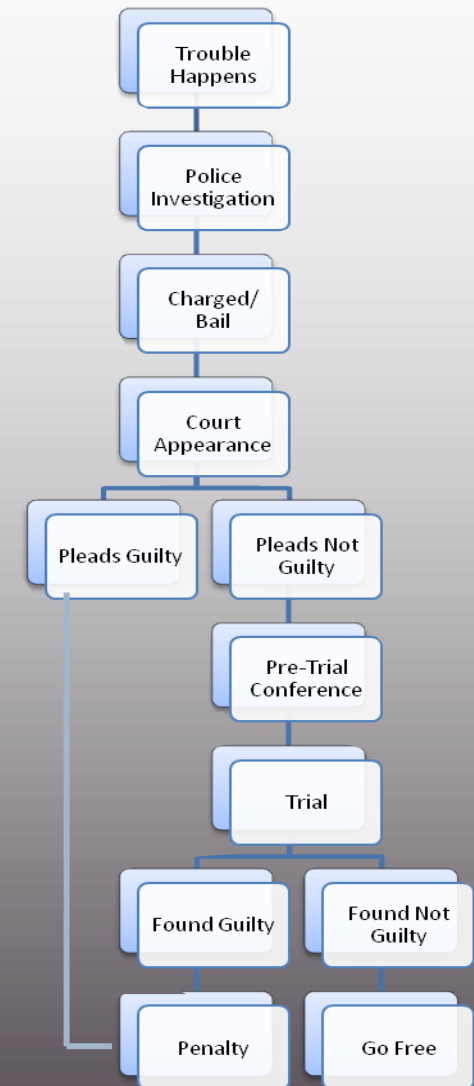 Trouble
Happens
Police
Investigation
Charged/
Bail
Court
Appearance
Pleads Guilty
Pleads Not
Guilty
Pre-Trial
Conference
Trial
Found Guilty
Found Not
Guilty
Penalty
Go Free